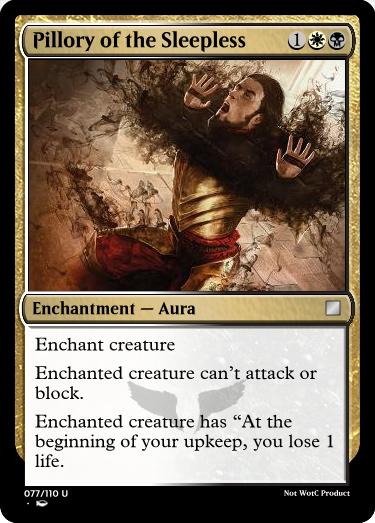 Pillory of the Sleepless 1
Enchantment — Aura
Enchant creature
Enchanted creature can't attack or
block.
Enchanted creature has “At the
beginning of your upkeep, you lose 1
life.
077/110 U
Not WotC Product